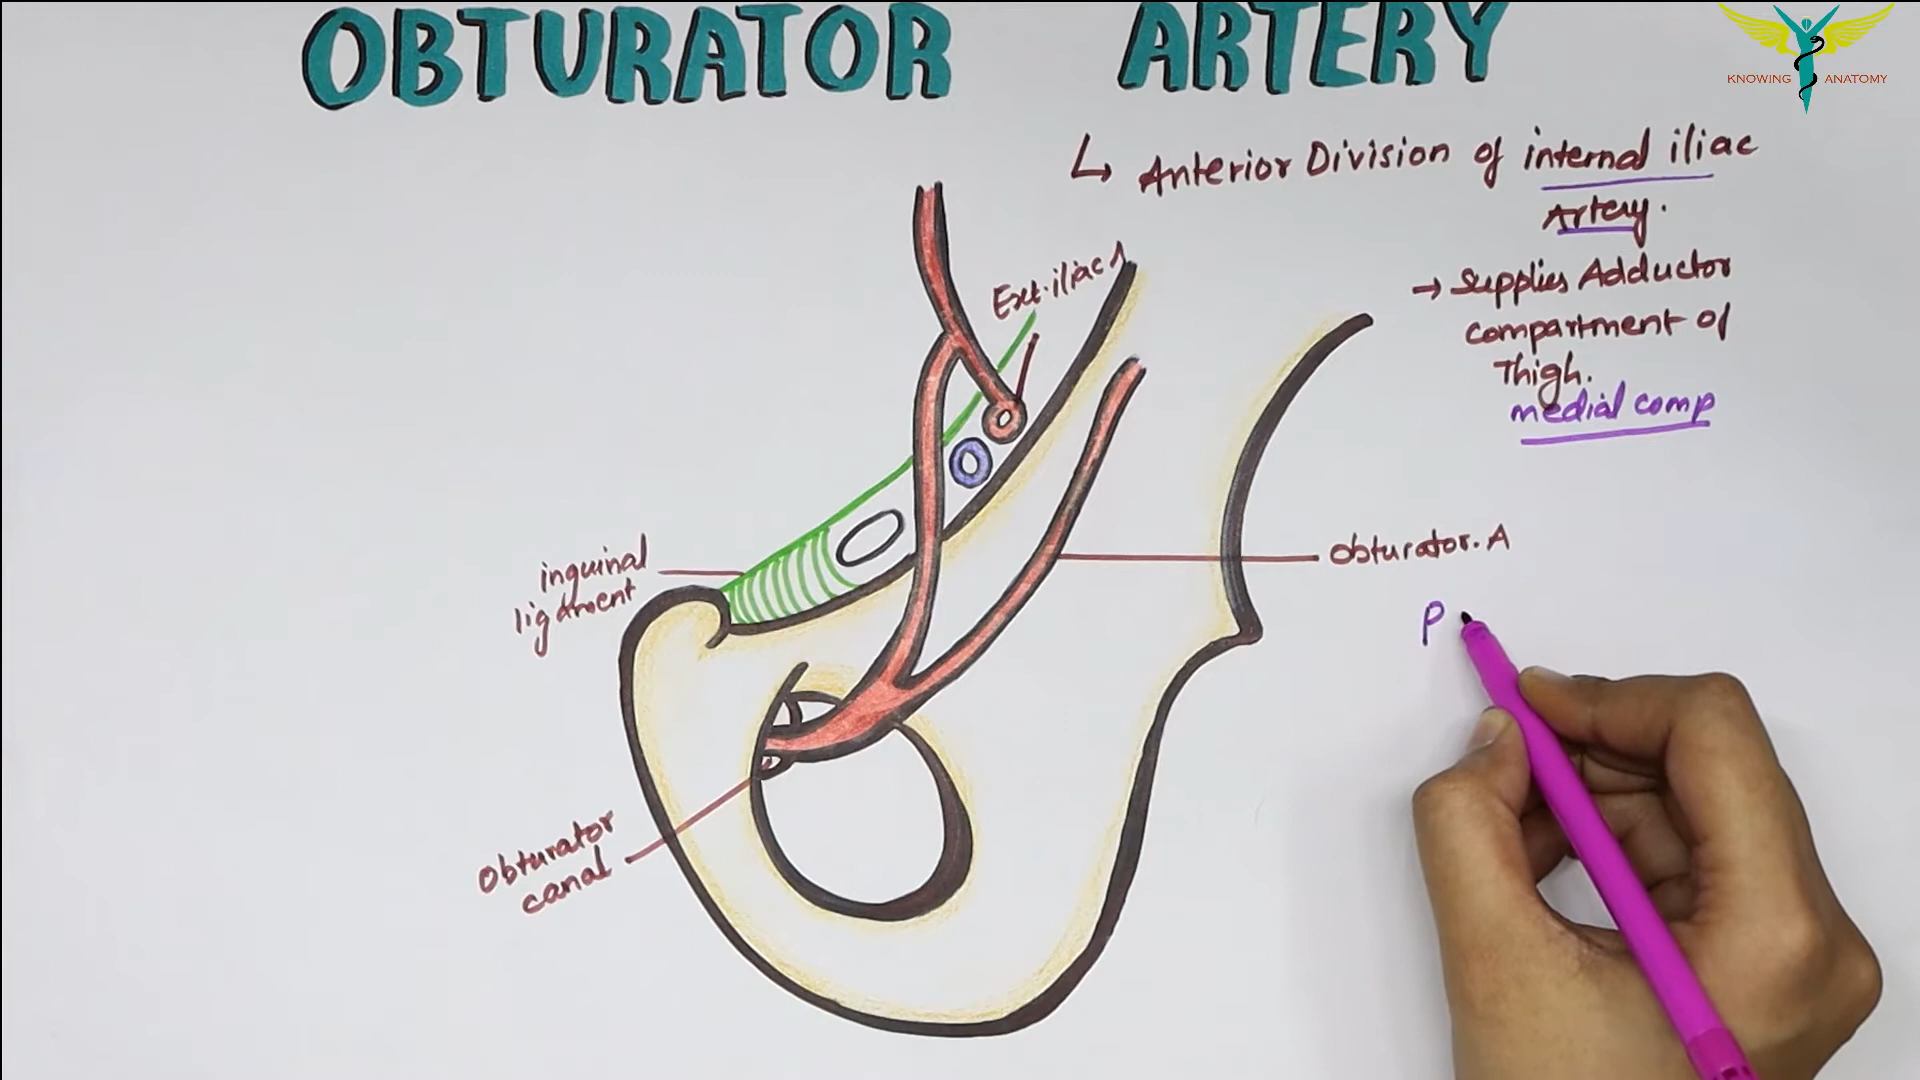 OBTURATOR ARTERY
KNOWING ANATOMY
↳ Anterior Division of internal iliac
Artery.
→ Supplies Adductor
compartment of
Thigh.
medial comp
Ext. iliac A
inguinal
ligament
Obturator. A
P
Obturator
canal